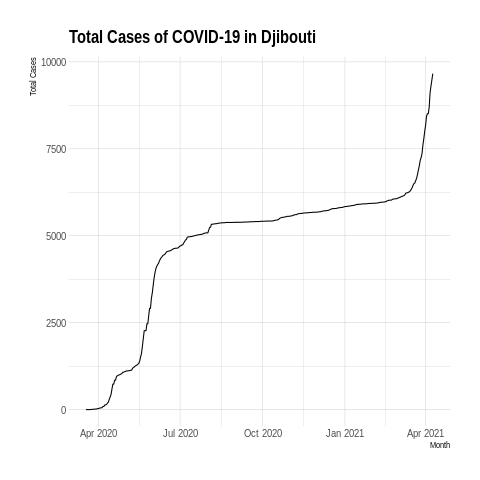 Total Cases of COVID-19 in Djibouti
Total Cases
10000
7500
5000
2500
0
Apr 2020 Jul 2020 Oct 2020 Jan 2021 Apr 2021
Month